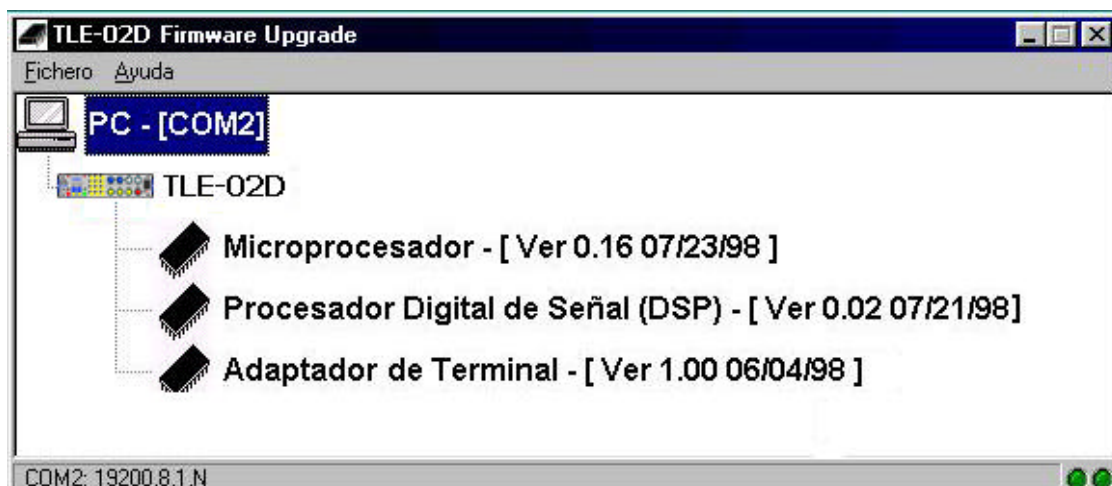 TLE-02D Firmware Upgrade
Fichero Ayuda
PC - [COM2]
TLE-02D
Microprocesador - [ Ver 0.16 07/23/98 ]
Procesador Digital de Señal (DSP) - [ Ver 0.02 07/21/98]
Adaptador de Terminal - [ Ver 1.00 06/04/98 ]
COM2: 19200,8,1,N